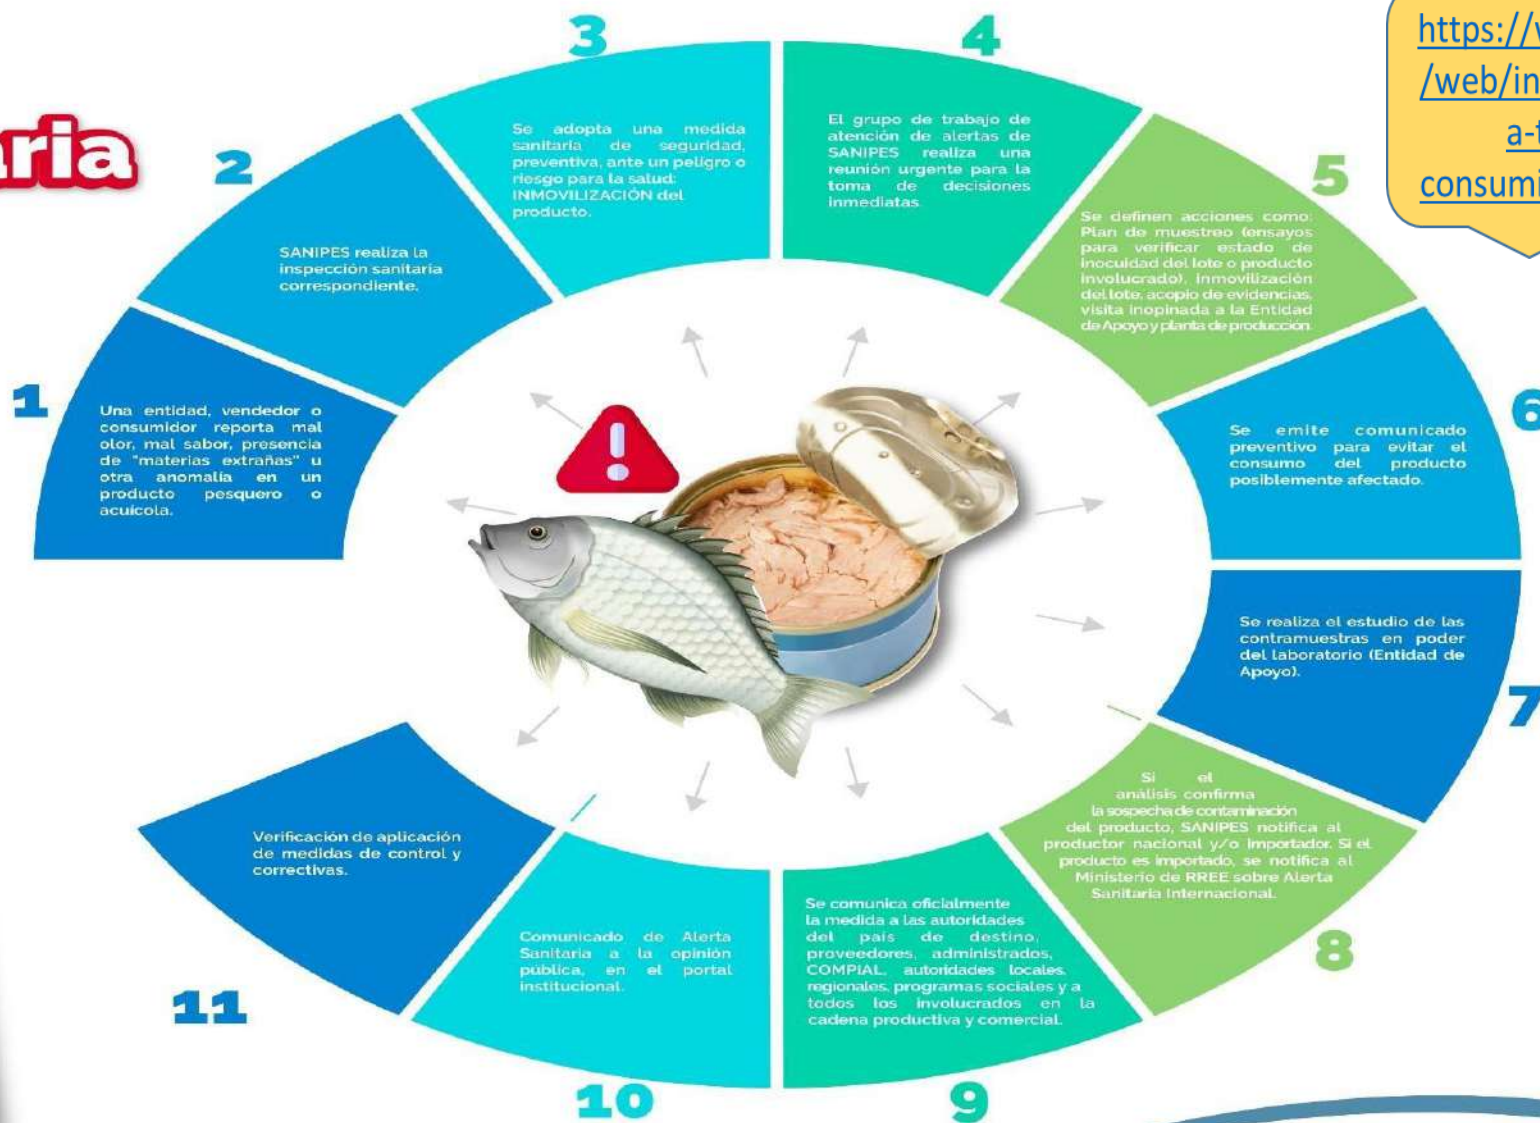 aria
https://w
/web/in
a-t
consumi
1
Una entidad, vendedor o
consumidor reporta mal
olor, mal sabor, presencia
de "materias extrañas" u
otra anomalía en un
producto pesquero o
acuícola.
2
SANIPES realiza la
inspección sanitaria
correspondiente.
3
Se adopta una medida
sanitaria de seguridad,
preventiva, ante un peligro o
riesgo para la salud:
INMOVILIZACIÓN del
producto.
4
El grupo de trabajo de
atención de alertas de
SANIPES realiza una
reunión urgente para la
toma de decisiones
inmediatas.
5
Se definen acciones como:
Plan de muestreo (ensayos
para verificar estado de
inocuidad del lote o producto
involucrado), Inmovilización
del lote, acopio de evidencias,
visita inopinada a la Entidad
de Apoyo y planta de producción.
6
Se emite comunicado
preventivo para evitar el
consumo del producto
posiblemente afectado.
7
Se realiza el estudio de las
contramuestras en poder
del laboratorio (Entidad de
Apoyo).
8
Si el
análisis confirma
la sospecha de contaminación
del producto, SANIPES notifica al
productor nacional y/o Importador. Si el
producto es importado, se notifica al
Ministerio de RREE sobre Alerta
Sanitaria Internacional.
9
Se comunica oficialmente
la medida a las autoridades
del país de destino,
proveedores, administrados,
COMPIAL, autoridades locales,
regionales, programas sociales y a
todos los involucrados en la
cadena productiva y comercial.
10
Comunicado de Alerta
Sanitaria a la opinión
pública, en el portal
institucional.
11
Verificación de aplicación
de medidas de control y
correctivas.